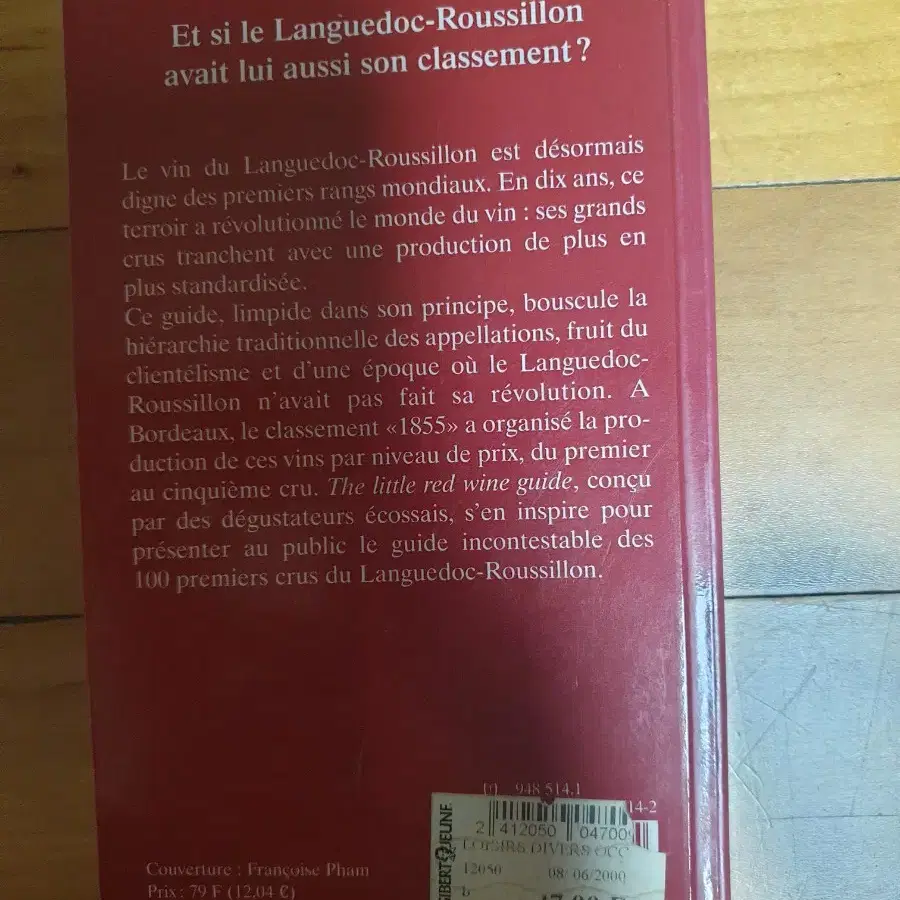 Et si le Languedoc-Roussillon
avait lui aussi son classement ?
Le vin du Languedoc-Roussillon est désormais
digne des premiers rangs mondiaux. En dix ans, ce
terroir a révolutionné le monde du vin : ses grands
crus tranchent avec une production de plus en
plus standardisée.
Ce guide, limpide dans son principe, bouscule la
hiérarchie traditionnelle des appellations, fruit du
clientélisme et d'une époque où le Languedoc-
Roussillon n'avait pas fait sa révolution. A
Bordeaux, le classement «1855» a organisé la pro-
duction de ces vins par niveau de prix, du premier
au cinquième cru. The little red wine guide, conçu
par des dégustateurs écossais, s'en inspire pour
présenter au public le guide incontestable des
100 premiers crus du Languedoc-Roussillon.
948 514.1
14-2
GIBERT JEUNE
2 412050 04700
LOISIRS DIVERS OCC
12050 08/06/2000
Couverture : Françoise Pham
Prix : 79 F (12,04 €)